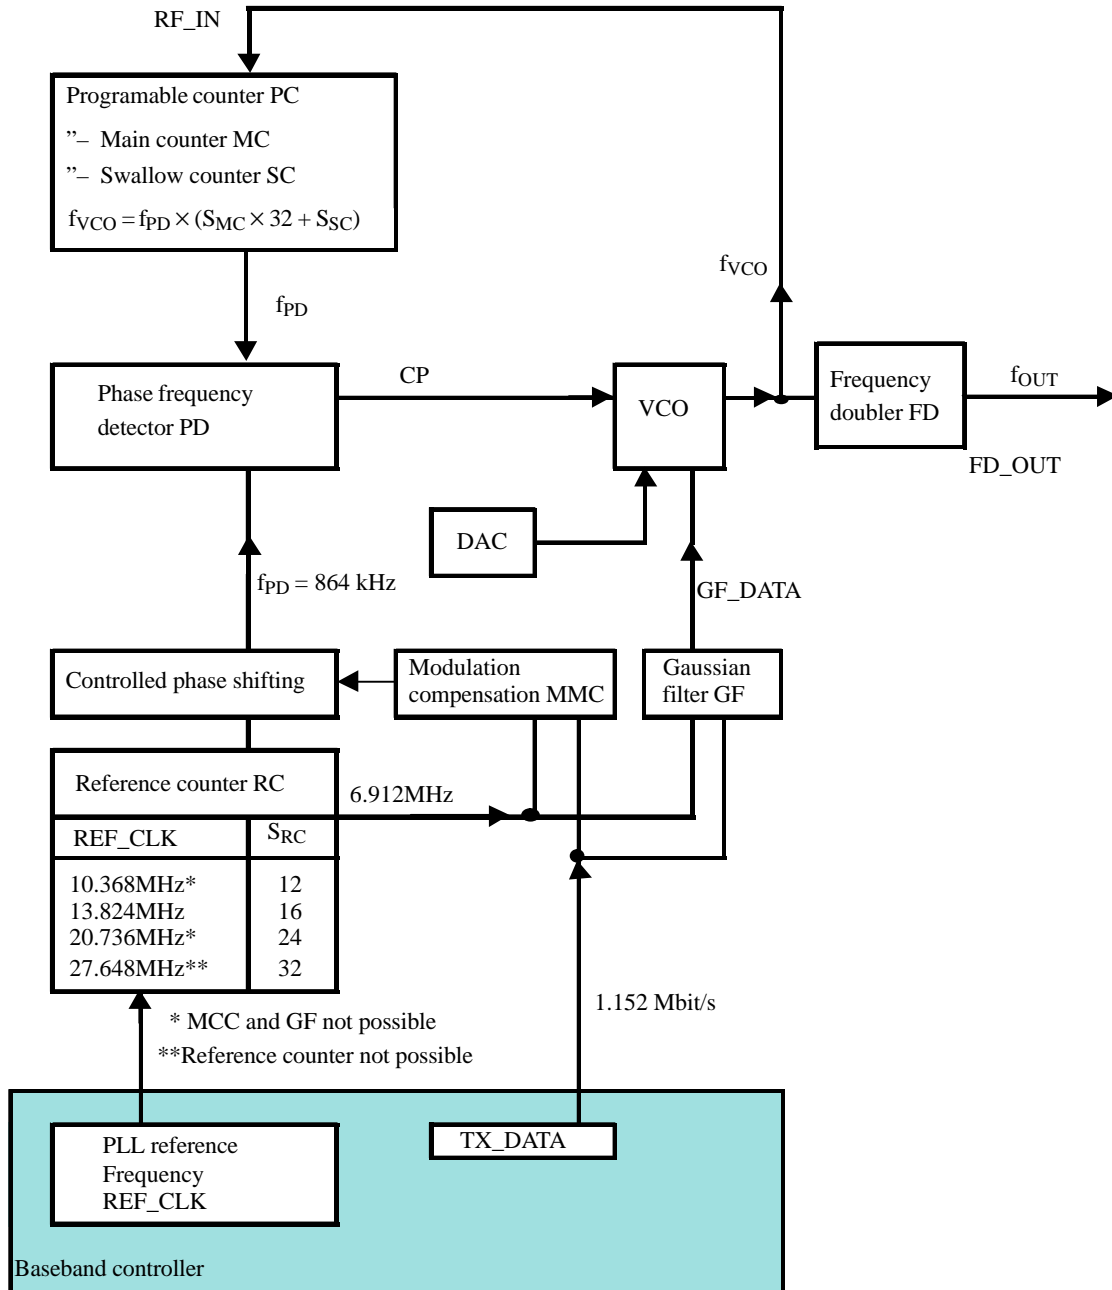 RF_IN
Programable counter PC
”– Main counter MC
”– Swallow counter SC
fVCO = fPD × (SMC × 32 + SSC)
fVCO
fPD
Phase frequency
detector PD
CP
VCO
Frequency
doubler FD
fOUT
FD_OUT
DAC
fPD = 864 kHz
GF_DATA
Controlled phase shifting
Modulation
compensation MMC
Gaussian
filter GF
Reference counter RC
6.912MHz
REF_CLK SRC
10.368MHz* 12
13.824MHz 16
20.736MHz* 24
27.648MHz** 32
1.152 Mbit/s
* MCC and GF not possible
**Reference counter not possible
PLL reference
Frequency
REF_CLK
TX_DATA
Baseband controller